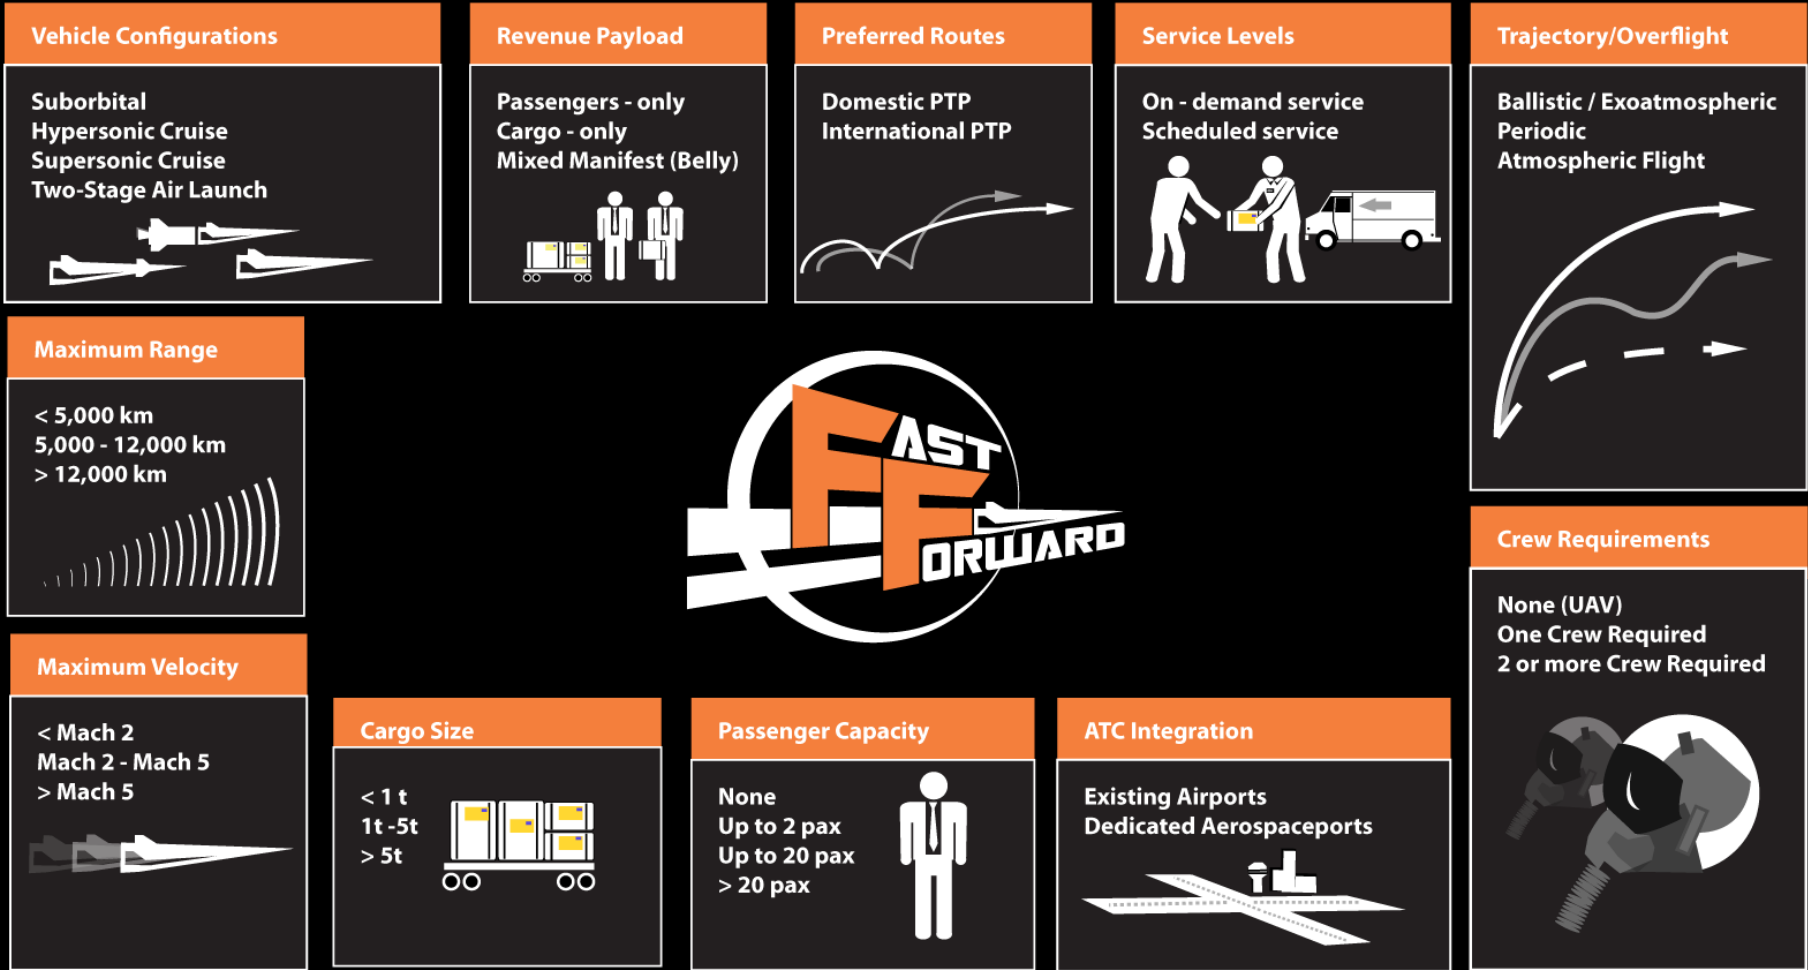 Vehicle Configurations
Suborbital
Hypersonic Cruise
Supersonic Cruise
Two-Stage Air Launch
Revenue Payload
Passengers - only
Cargo - only
Mixed Manifest (Belly)
Preferred Routes
Domestic PTP
International PTP
Service Levels
On - demand service
Scheduled service
Trajectory/Overflight
Ballistic / Exoatmospheric
Periodic
Atmospheric Flight
Maximum Range
< 5,000 km
5,000 - 12,000 km
> 12,000 km
FAST
FORWARD
Crew Requirements
None (UAV)
One Crew Required
2 or more Crew Required
Maximum Velocity
< Mach 2
Mach 2 - Mach 5
> Mach 5
Cargo Size
< 1 t
1t -5t
> 5t
Passenger Capacity
None
Up to 2 pax
Up to 20 pax
> 20 pax
ATC Integration
Existing Airports
Dedicated Aerospaceports